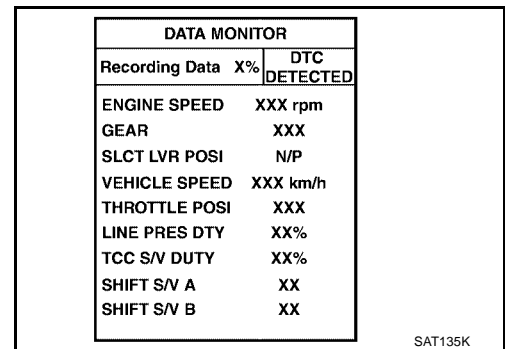 DATA MONITOR
Recording Data X% DTC DETECTED
ENGINE SPEED XXX rpm
GEAR XXX
SLCT LVR POSI N/P
VEHICLE SPEED XXX km/h
THROTTLE POSI XXX
LINE PRES DTY XX%
TCC S/V DUTY XX%
SHIFT S/V A XX
SHIFT S/V B XX
SAT135K